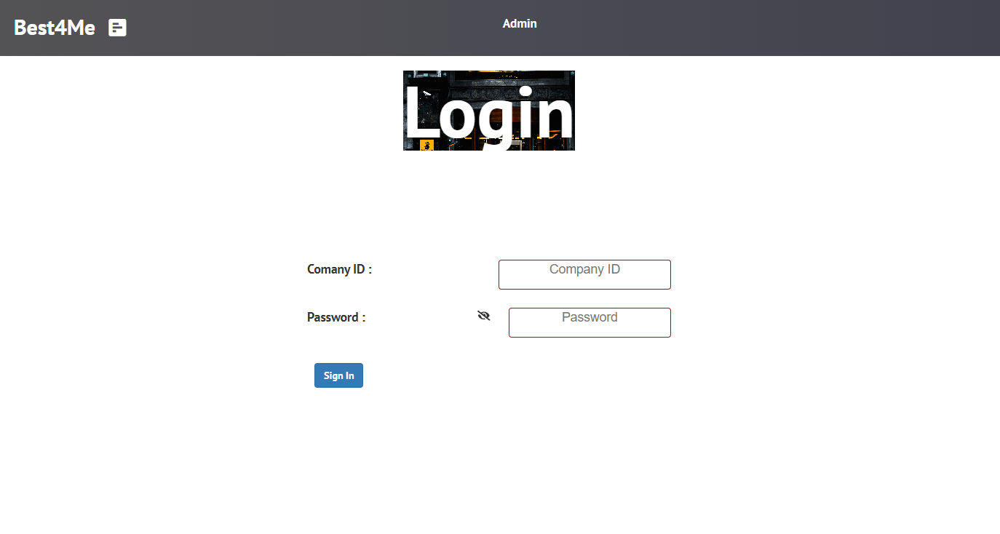 Best4Me
Admin
Login
Comany ID :
Company ID
Password :
Password
Sign In